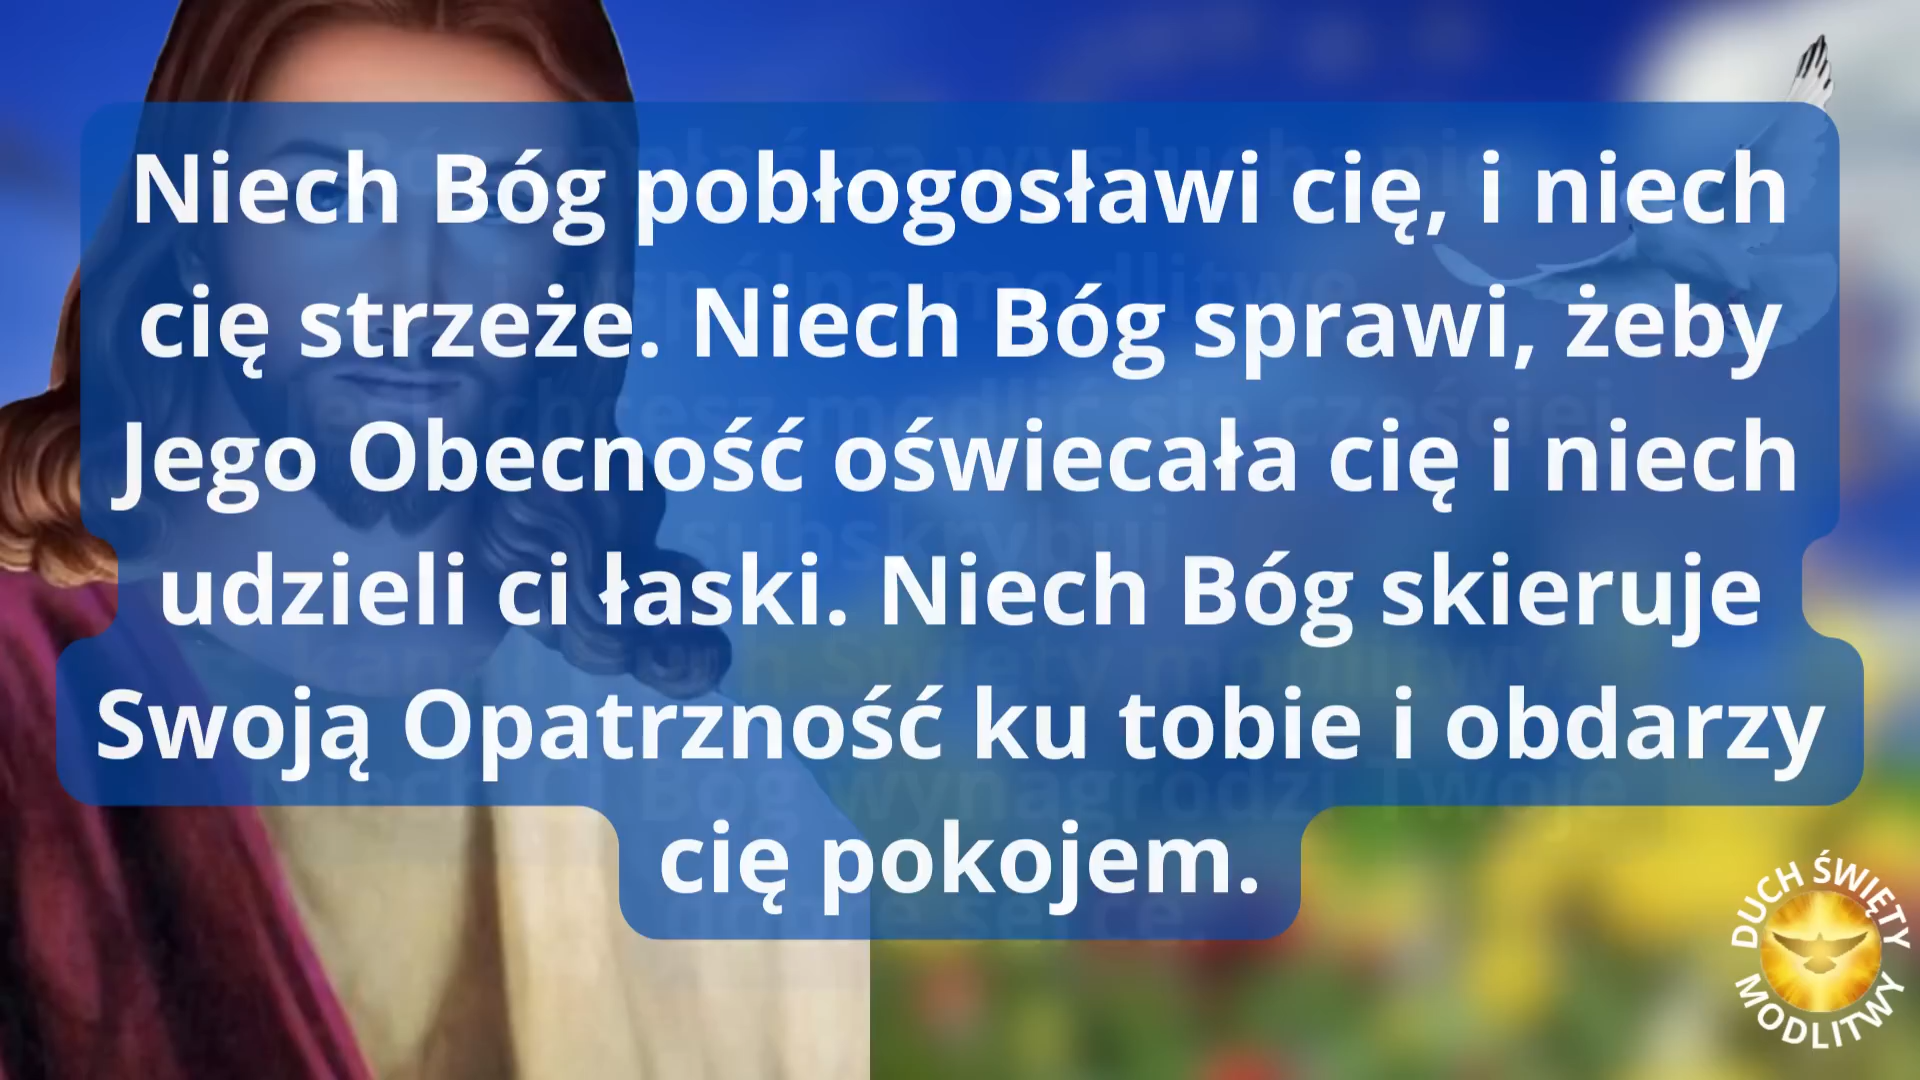 Niech Bóg pobłogosławi cię, i niech
cię strzeże. Niech Bóg sprawi, żeby
Jego Obecność oświecała cię i niech
udzieli ci łaski. Niech Bóg skieruje
Swoją Opatrzność ku tobie i obdarzy
cię pokojem.
DUCH ŚWIĘTY
MODLITWY